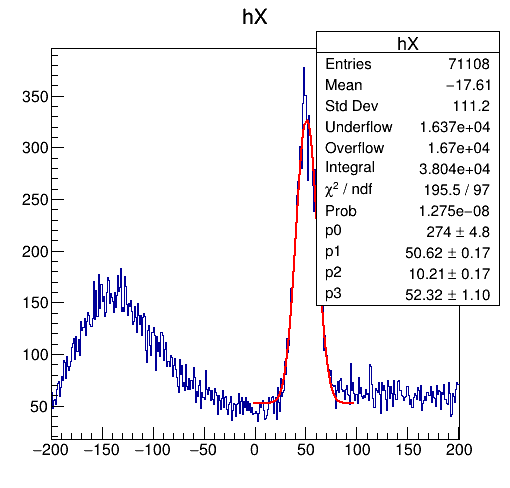 hX
hX
Entries 71108
Mean −17.61
Std Dev 111.2
Underflow 1.637e+04
Overflow 1.67e+04
Integral 3.804e+04
χ² / ndf 195.5 / 97
Prob 1.275e−08
p0 274 ± 4.8
p1 50.62 ± 0.17
p2 10.21 ± 0.17
p3 52.32 ± 1.10
350
300
250
200
150
100
50
−200 −150 −100 −50 0 50 100 150 200